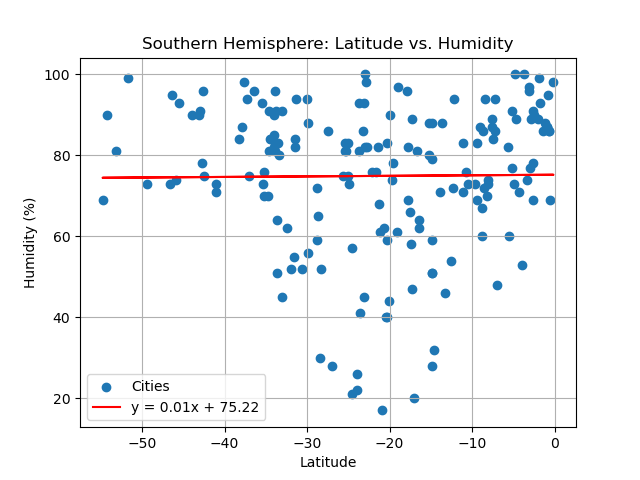 Southern Hemisphere: Latitude vs. Humidity
100
80
60
40
20
Humidity (%)
−50
−40
−30
−20
−10
0
Latitude
Cities
y = 0.01x + 75.22